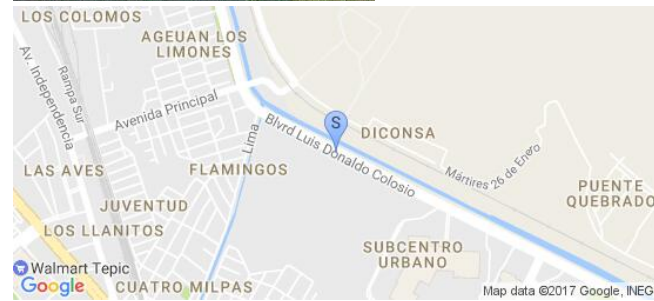 LOS COLOMOS
AGEUAN LOS
LIMONES
Av. Independencia
Rampa Sur
Avenida Principal
Lima
S
Blvrd Luis Donaldo Colosio
DICONSA
Mártires 26 de Enero
LAS AVES
FLAMINGOS
PUENTE
QUEBRADO
JUVENTUD
LOS LLANITOS
SUBCENTRO
URBANO
Walmart Tepic
CUATRO MILPAS
Google
Map data ©2017 Google, INEG